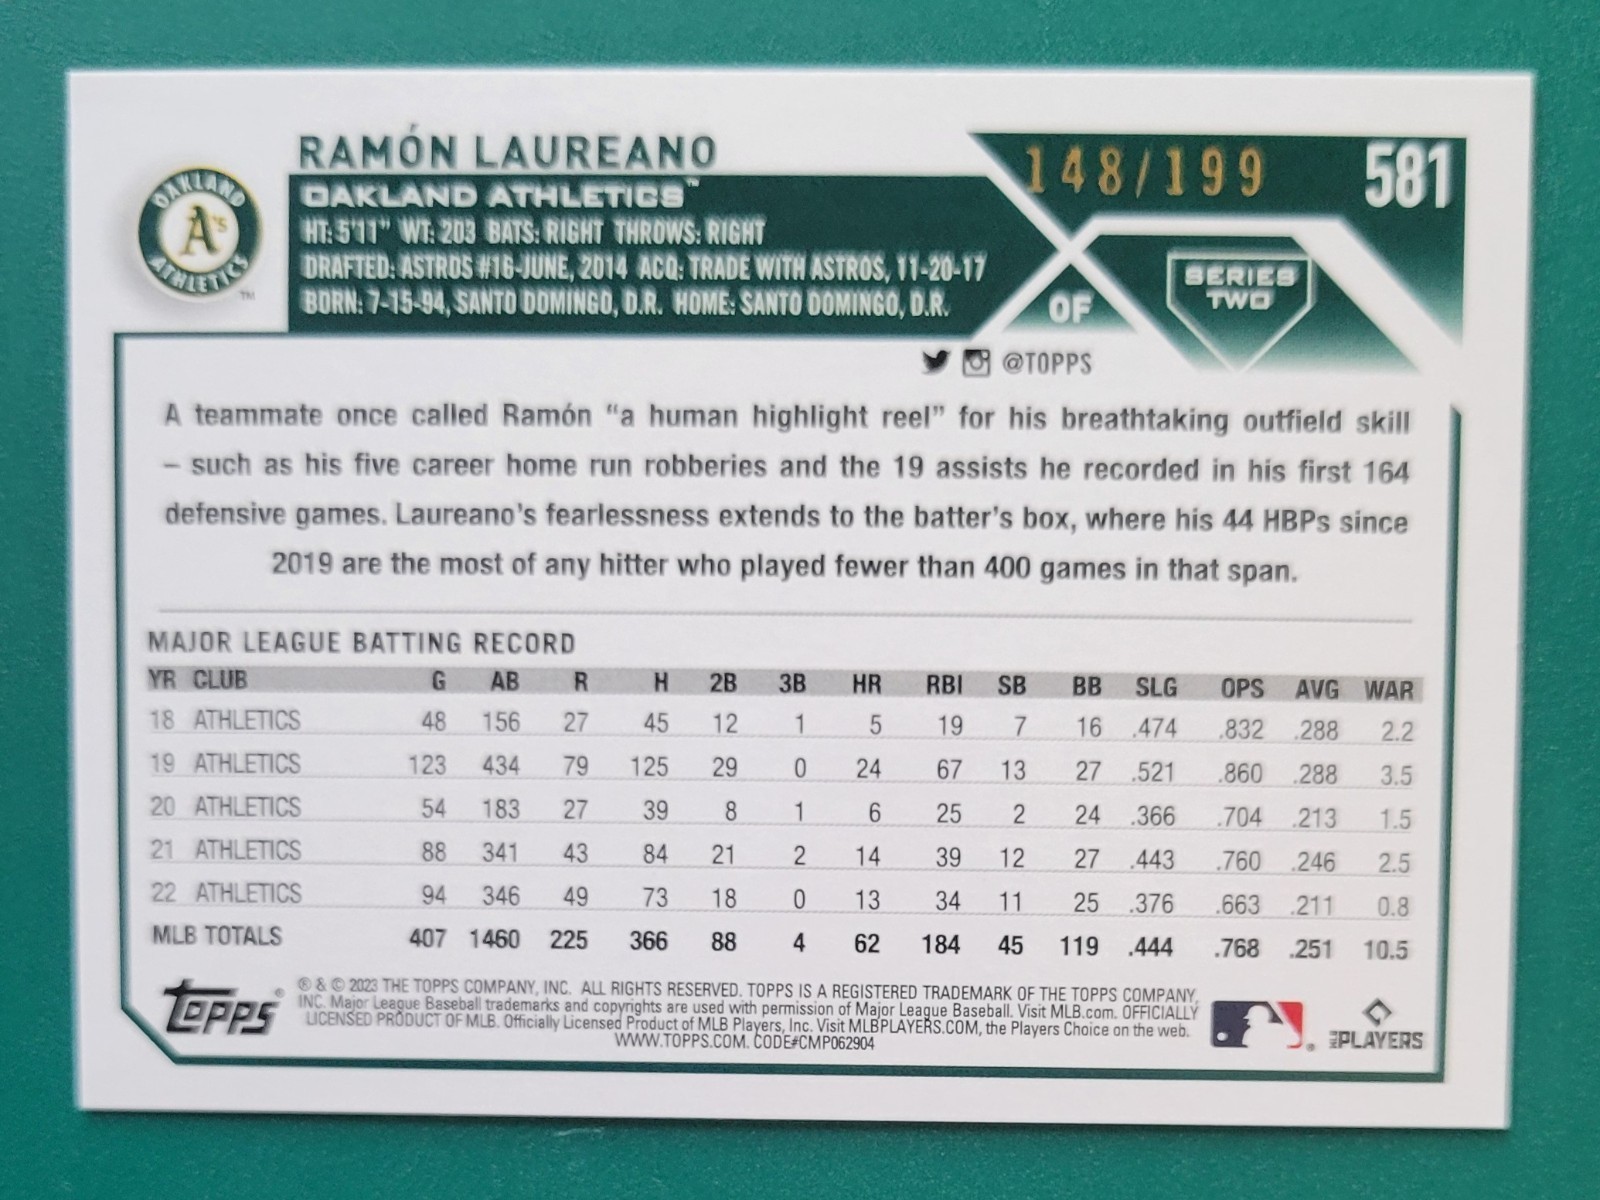 RAMÓN LAUREANO
148/199
581
OAKLAND A's ATHLETICS TM
OAKLAND ATHLETICS™
HT: 5'11" WT: 203 BATS: RIGHT THROWS: RIGHT
DRAFTED: ASTROS #16-JUNE, 2014 ACQ: TRADE WITH ASTROS, 11-20-17
BORN: 7-15-94, SANTO DOMINGO, D.R. HOME: SANTO DOMINGO, D.R.
OF
SERIES
TWO
@TOPPS
A teammate once called Ramón "a human highlight reel" for his breathtaking outfield skill
– such as his five career home run robberies and the 19 assists he recorded in his first 164
defensive games. Laureano's fearlessness extends to the batter's box, where his 44 HBPs since
2019 are the most of any hitter who played fewer than 400 games in that span.
MAJOR LEAGUE BATTING RECORD
YR CLUB G AB R H 2B 3B HR RBI SB BB SLG OPS AVG WAR
18 ATHLETICS 48 156 27 45 12 1 5 19 7 16 .474 .832 .288 2.2
19 ATHLETICS 123 434 79 125 29 0 24 67 13 27 .521 .860 .288 3.5
20 ATHLETICS 54 183 27 39 8 1 6 25 2 24 .366 .704 .213 1.5
21 ATHLETICS 88 341 43 84 21 2 14 39 12 27 .443 .760 .246 2.5
22 ATHLETICS 94 346 49 73 18 0 13 34 11 25 .376 .663 .211 0.8
MLB TOTALS 407 1460 225 366 88 4 62 184 45 119 .444 .768 .251 10.5
Topps®
® & © 2023 THE TOPPS COMPANY, INC. ALL RIGHTS RESERVED. TOPPS IS A REGISTERED TRADEMARK OF THE TOPPS COMPANY,
INC. Major League Baseball trademarks and copyrights are used with permission of Major League Baseball. Visit MLB.com. OFFICIALLY
LICENSED PRODUCT OF MLB. Officially Licensed Product of MLB Players, Inc. Visit MLBPLAYERS.COM, the Players Choice on the web.
WWW.TOPPS.COM. CODE#CMP062904
®
MLB PLAYERS